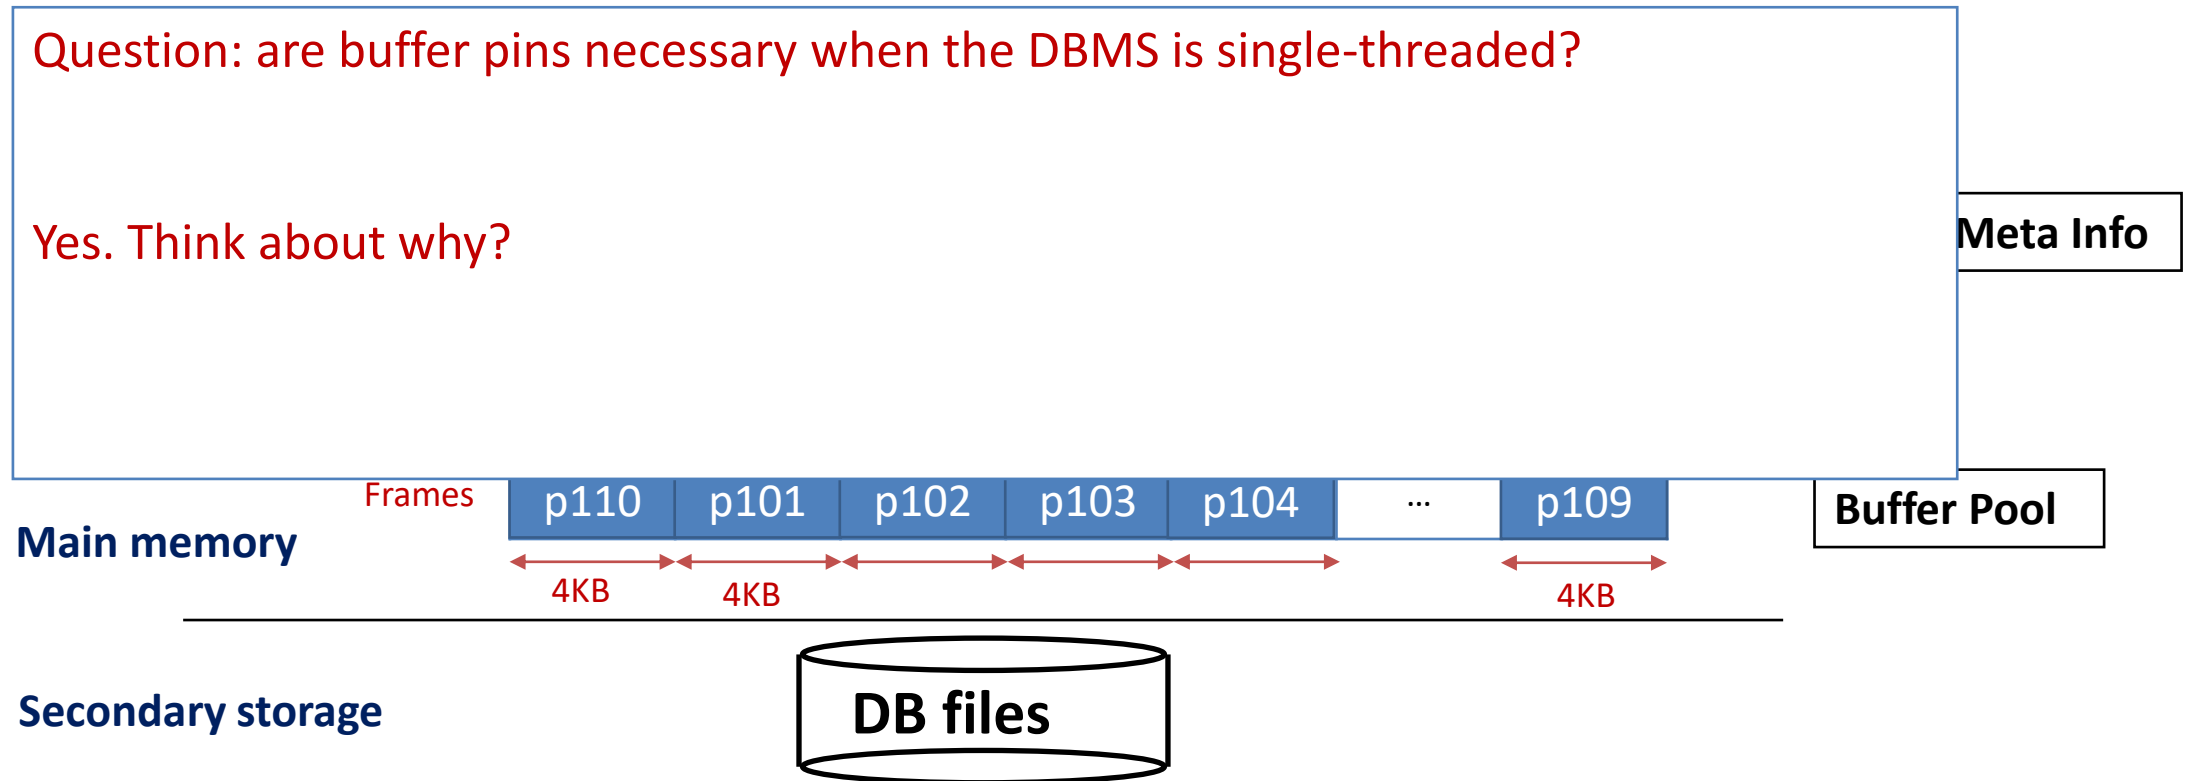 Question: are buffer pins necessary when the DBMS is single-threaded?
Yes. Think about why?
Meta Info
Frames
p110 p101 p102 p103 p104 ... p109
Buffer Pool
Main memory
4KB 4KB 4KB
DB files
Secondary storage